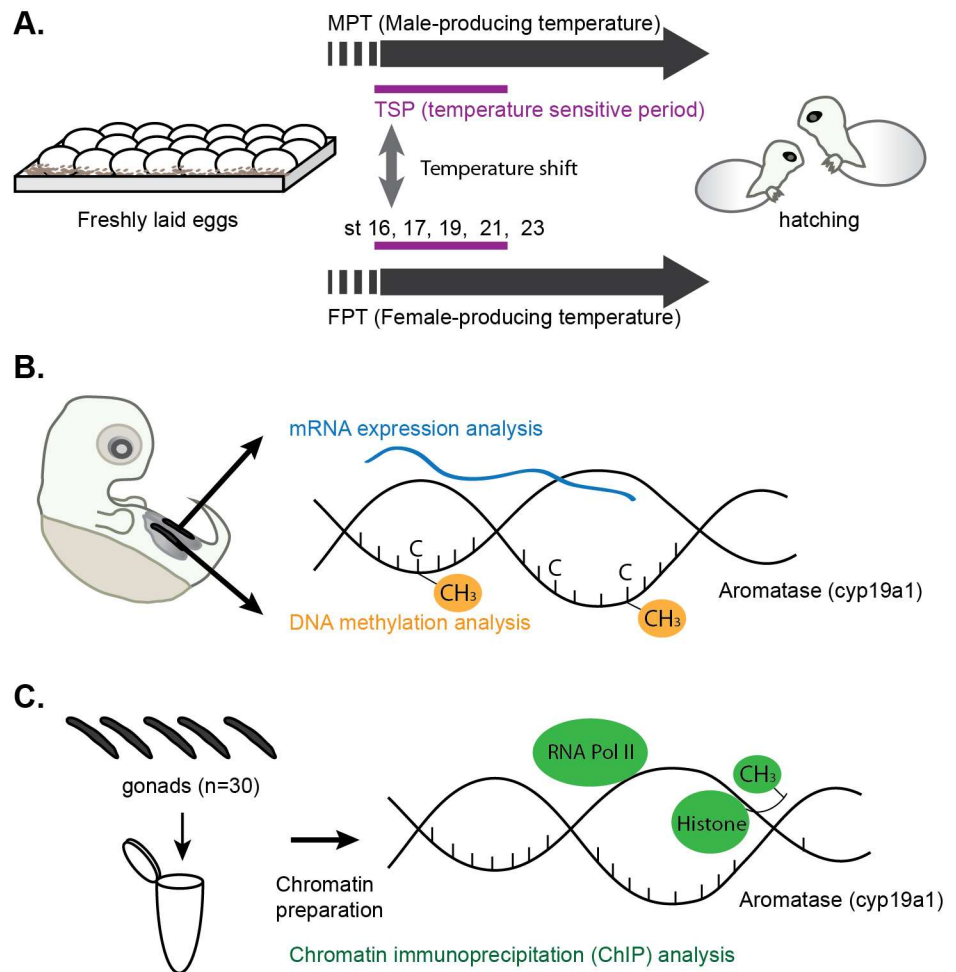 A.
MPT (Male-producing temperature)
TSP (temperature sensitive period)
Temperature shift
Freshly laid eggs
st 16, 17, 19, 21, 23
hatching
FPT (Female-producing temperature)
B.
mRNA expression analysis
C
C
C
CH₃
CH₃
Aromatase (cyp19a1)
DNA methylation analysis
C.
gonads (n=30)
RNA Pol II
CH₃
Histone
Chromatin
preparation
Aromatase (cyp19a1)
Chromatin immunoprecipitation (ChIP) analysis